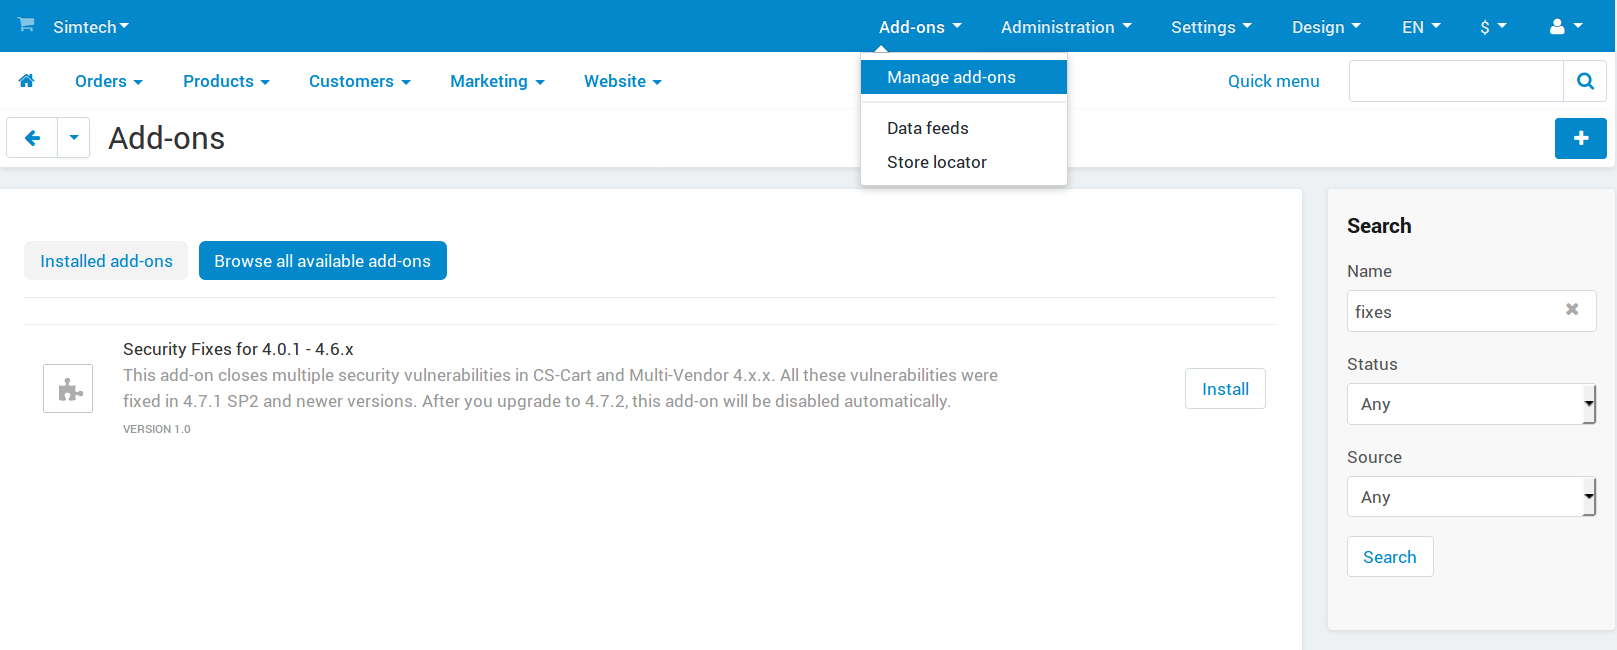 Simtech
Add-ons
Administration
Settings
Design
EN
$
Orders
Products
Customers
Marketing
Website
Manage add-ons
Data feeds
Store locator
Quick menu
Add-ons
Installed add-ons
Browse all available add-ons
Security Fixes for 4.0.1 - 4.6.x
This add-on closes multiple security vulnerabilities in CS-Cart and Multi-Vendor 4.x.x. All these vulnerabilities were
fixed in 4.7.1 SP2 and newer versions. After you upgrade to 4.7.2, this add-on will be disabled automatically.
VERSION 1.0
Install
Search
Name
fixes
Status
Any
Source
Any
Search